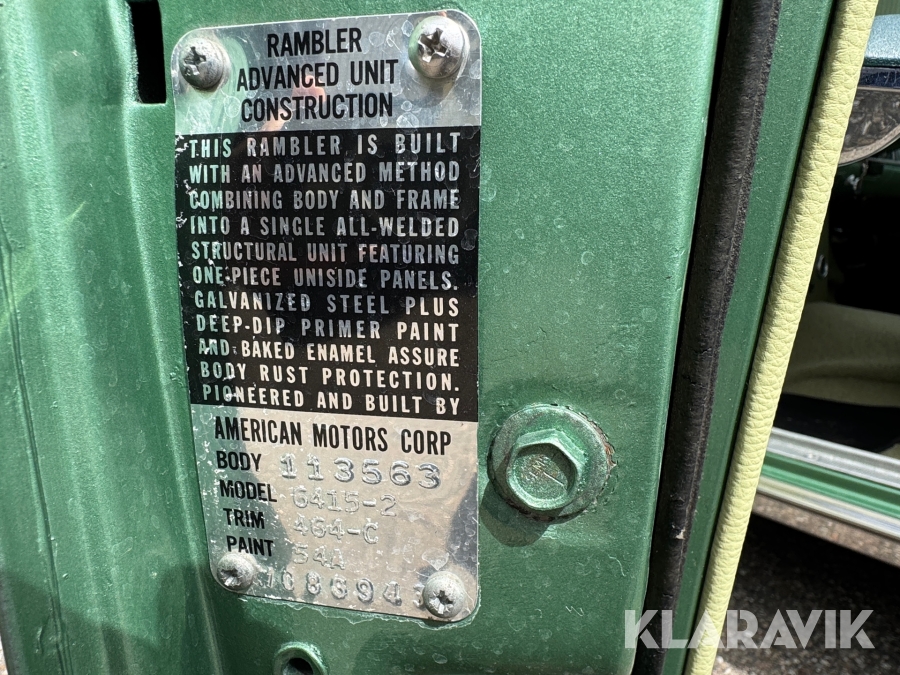 RAMBLER
ADVANCED UNIT
CONSTRUCTION
THIS RAMBLER IS BUILT
WITH AN ADVANCED METHOD
COMBINING BODY AND FRAME
INTO A SINGLE ALL-WELDED
STRUCTURAL UNIT FEATURING
ONE-PIECE UNISIDE PANELS.
GALVANIZED STEEL PLUS
DEEP-DIP PRIMER PAINT
AND BAKED ENAMEL ASSURE
BODY RUST PROTECTION.
PIONEERED AND BUILT BY
AMERICAN MOTORS CORP
BODY 113563
MODEL 6415-2
TRIM 464-C
PAINT 54A
KLARAVIK